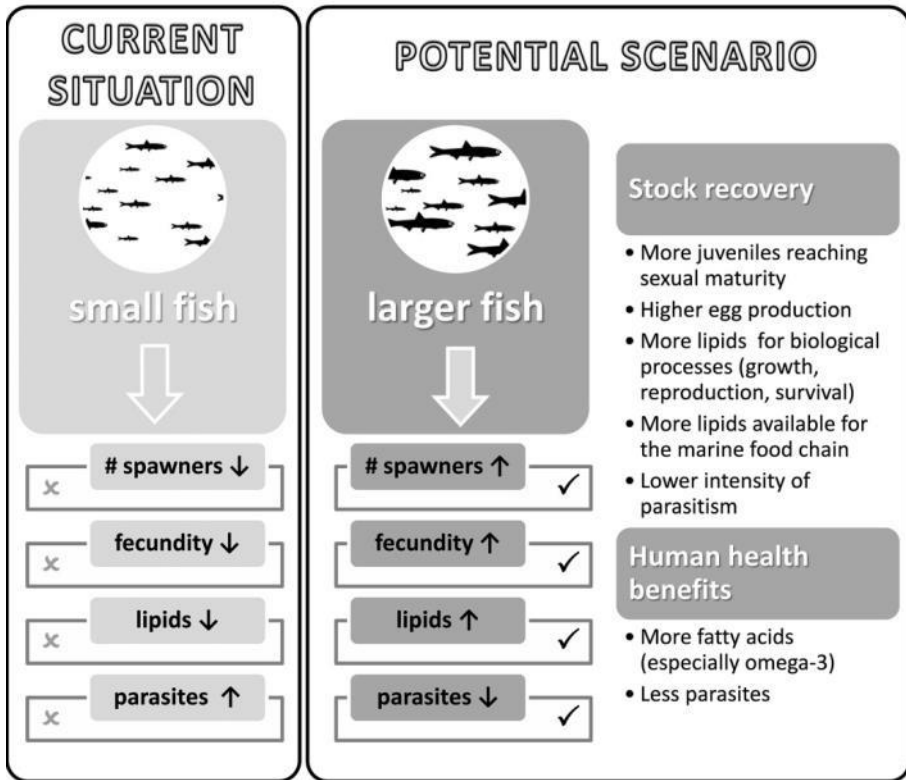 CURRENT
SITUATION
small fish
# spawners ↓
✘
fecundity ↓
✘
lipids ↓
✘
parasites ↑
✘
POTENTIAL SCENARIO
larger fish
# spawners ↑
✓
fecundity ↑
✓
lipids ↑
✓
parasites ↓
✓
Stock recovery
• More juveniles reaching
sexual maturity
• Higher egg production
• More lipids for biological
processes (growth,
reproduction, survival)
• More lipids available for
the marine food chain
• Lower intensity of
parasitism
Human health
benefits
• More fatty acids
(especially omega-3)
• Less parasites